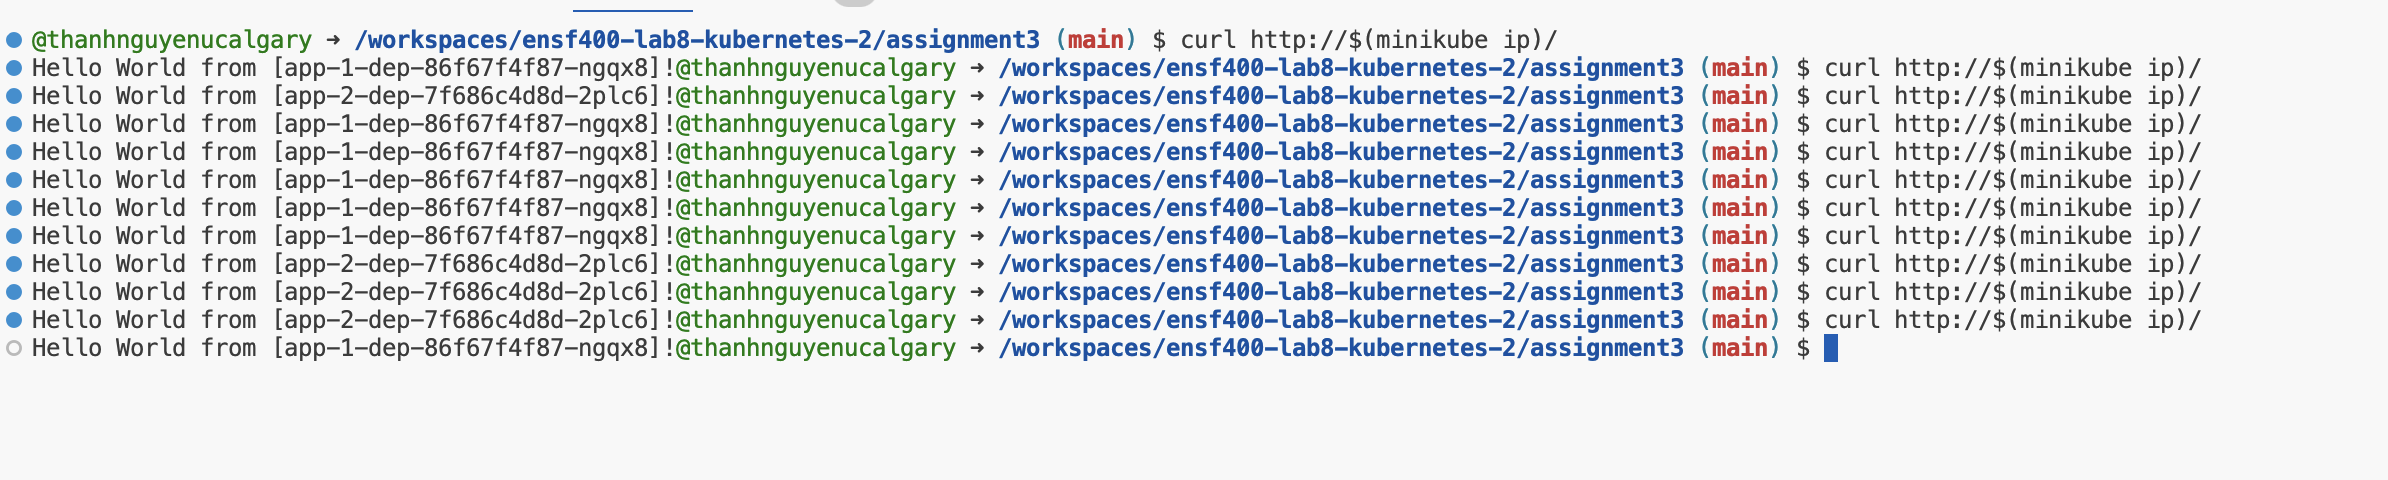 @thanhnguyenucalgary → /workspaces/ensf400-lab8-kubernetes-2/assignment3 (main) $ curl http://$(minikube ip)/
Hello World from [app-1-dep-86f67f4f87-ngqx8]!@thanhnguyenucalgary → /workspaces/ensf400-lab8-kubernetes-2/assignment3 (main) $ curl http://$(minikube ip)/
Hello World from [app-2-dep-7f686c4d8d-2plc6]!@thanhnguyenucalgary → /workspaces/ensf400-lab8-kubernetes-2/assignment3 (main) $ curl http://$(minikube ip)/
Hello World from [app-1-dep-86f67f4f87-ngqx8]!@thanhnguyenucalgary → /workspaces/ensf400-lab8-kubernetes-2/assignment3 (main) $ curl http://$(minikube ip)/
Hello World from [app-1-dep-86f67f4f87-ngqx8]!@thanhnguyenucalgary → /workspaces/ensf400-lab8-kubernetes-2/assignment3 (main) $ curl http://$(minikube ip)/
Hello World from [app-1-dep-86f67f4f87-ngqx8]!@thanhnguyenucalgary → /workspaces/ensf400-lab8-kubernetes-2/assignment3 (main) $ curl http://$(minikube ip)/
Hello World from [app-1-dep-86f67f4f87-ngqx8]!@thanhnguyenucalgary → /workspaces/ensf400-lab8-kubernetes-2/assignment3 (main) $ curl http://$(minikube ip)/
Hello World from [app-1-dep-86f67f4f87-ngqx8]!@thanhnguyenucalgary → /workspaces/ensf400-lab8-kubernetes-2/assignment3 (main) $ curl http://$(minikube ip)/
Hello World from [app-2-dep-7f686c4d8d-2plc6]!@thanhnguyenucalgary → /workspaces/ensf400-lab8-kubernetes-2/assignment3 (main) $ curl http://$(minikube ip)/
Hello World from [app-2-dep-7f686c4d8d-2plc6]!@thanhnguyenucalgary → /workspaces/ensf400-lab8-kubernetes-2/assignment3 (main) $ curl http://$(minikube ip)/
Hello World from [app-2-dep-7f686c4d8d-2plc6]!@thanhnguyenucalgary → /workspaces/ensf400-lab8-kubernetes-2/assignment3 (main) $ curl http://$(minikube ip)/
Hello World from [app-1-dep-86f67f4f87-ngqx8]!@thanhnguyenucalgary → /workspaces/ensf400-lab8-kubernetes-2/assignment3 (main) $